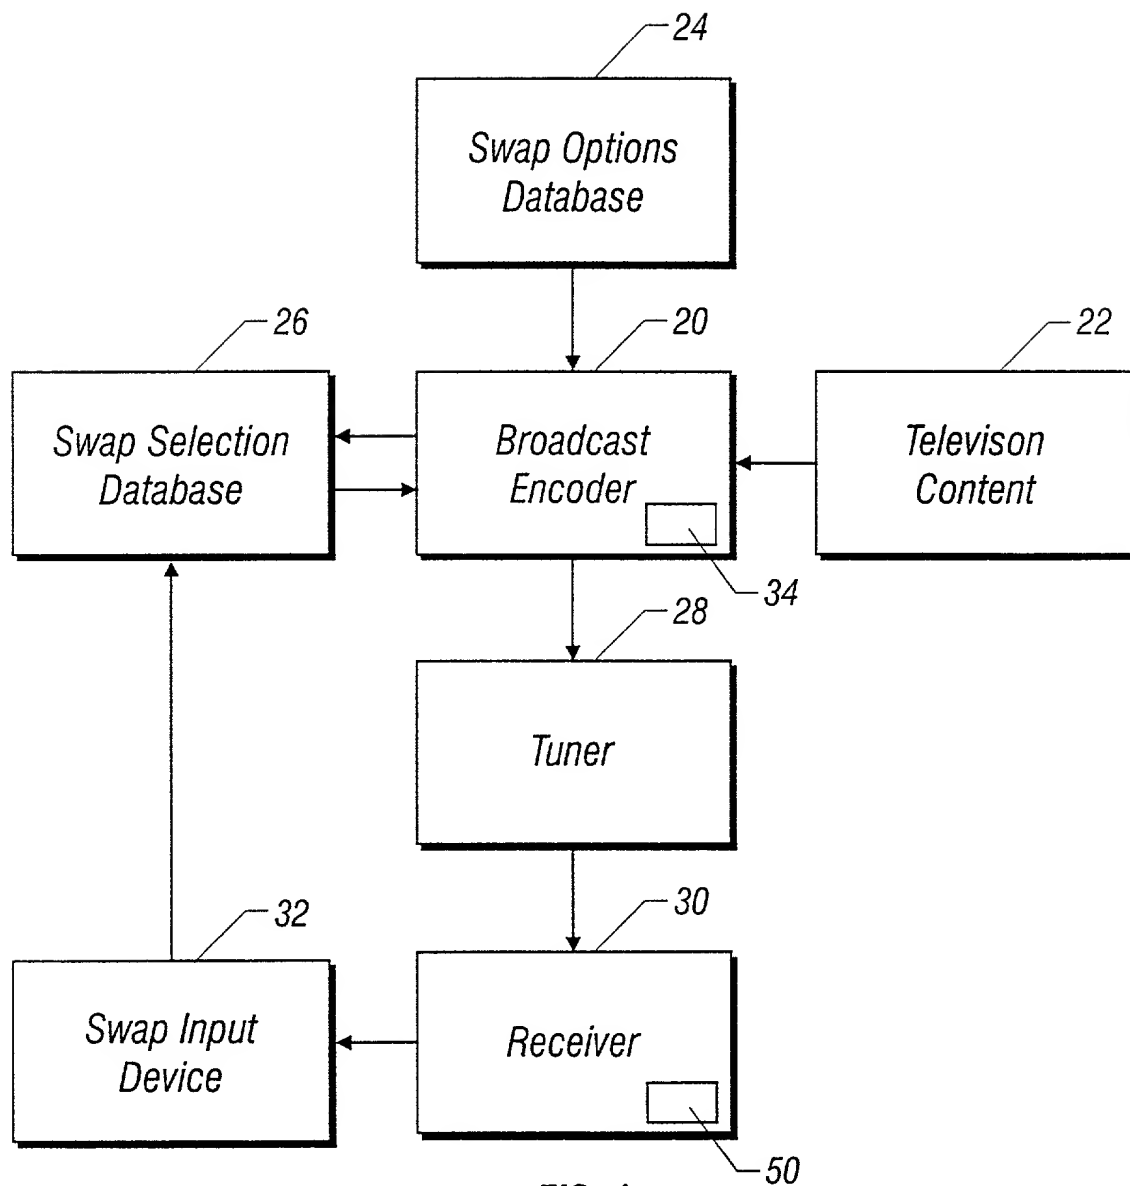 24
Swap Options
Database
26
20
22
Swap Selection
Database
Broadcast
Encoder
Televison
Content
34
28
Tuner
32
30
Swap Input
Device
Receiver
50